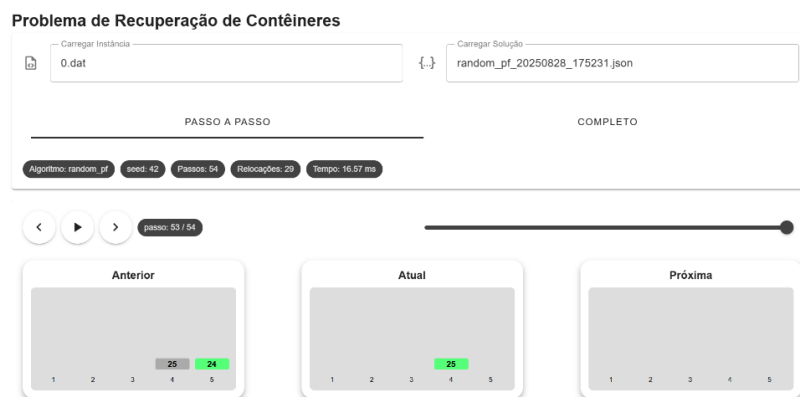 Problema de Recuperação de Contêineres
Carregar Instância
0.dat
Carregar Solução
{...}
random_pf_20250828_175231.json
PASSO A PASSO
COMPLETO
Algoritmo: random_pf
seed: 42
Passos: 54
Relocações: 29
Tempo: 16.57 ms
passo: 53 / 54
Anterior
25 24
1 2 3 4 5
Atual
25
1 2 3 4 5
Próxima
1 2 3 4 5